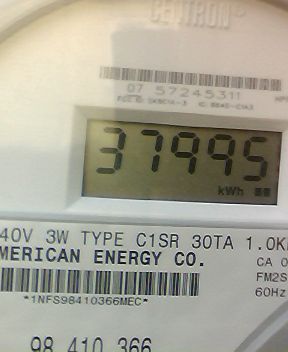 CENTRON®
07 57245311
37995
kWh
40V 3W TYPE C1SR 30TA 1.0K
MERICAN ENERGY CO.
CA 0
FM2S
60Hz
*1NFS98410366MEC*
98 410 366